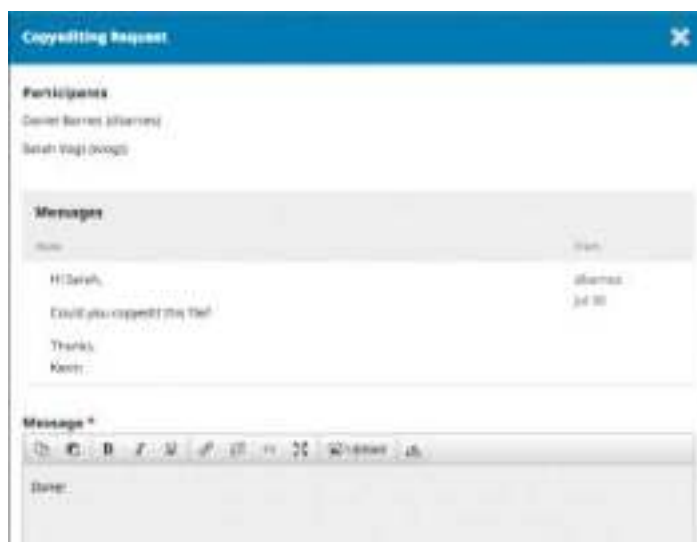 Copyediting Request
Participants
Daniel Barnes (dbarnes)
Sarah Vogt (svogt)
Messages
Note
From
Hi Sarah,
dbarnes
Could you copyedit this file?
Jul 30
Thanks,
Kevin
Message *
B I U
Upload
Done!